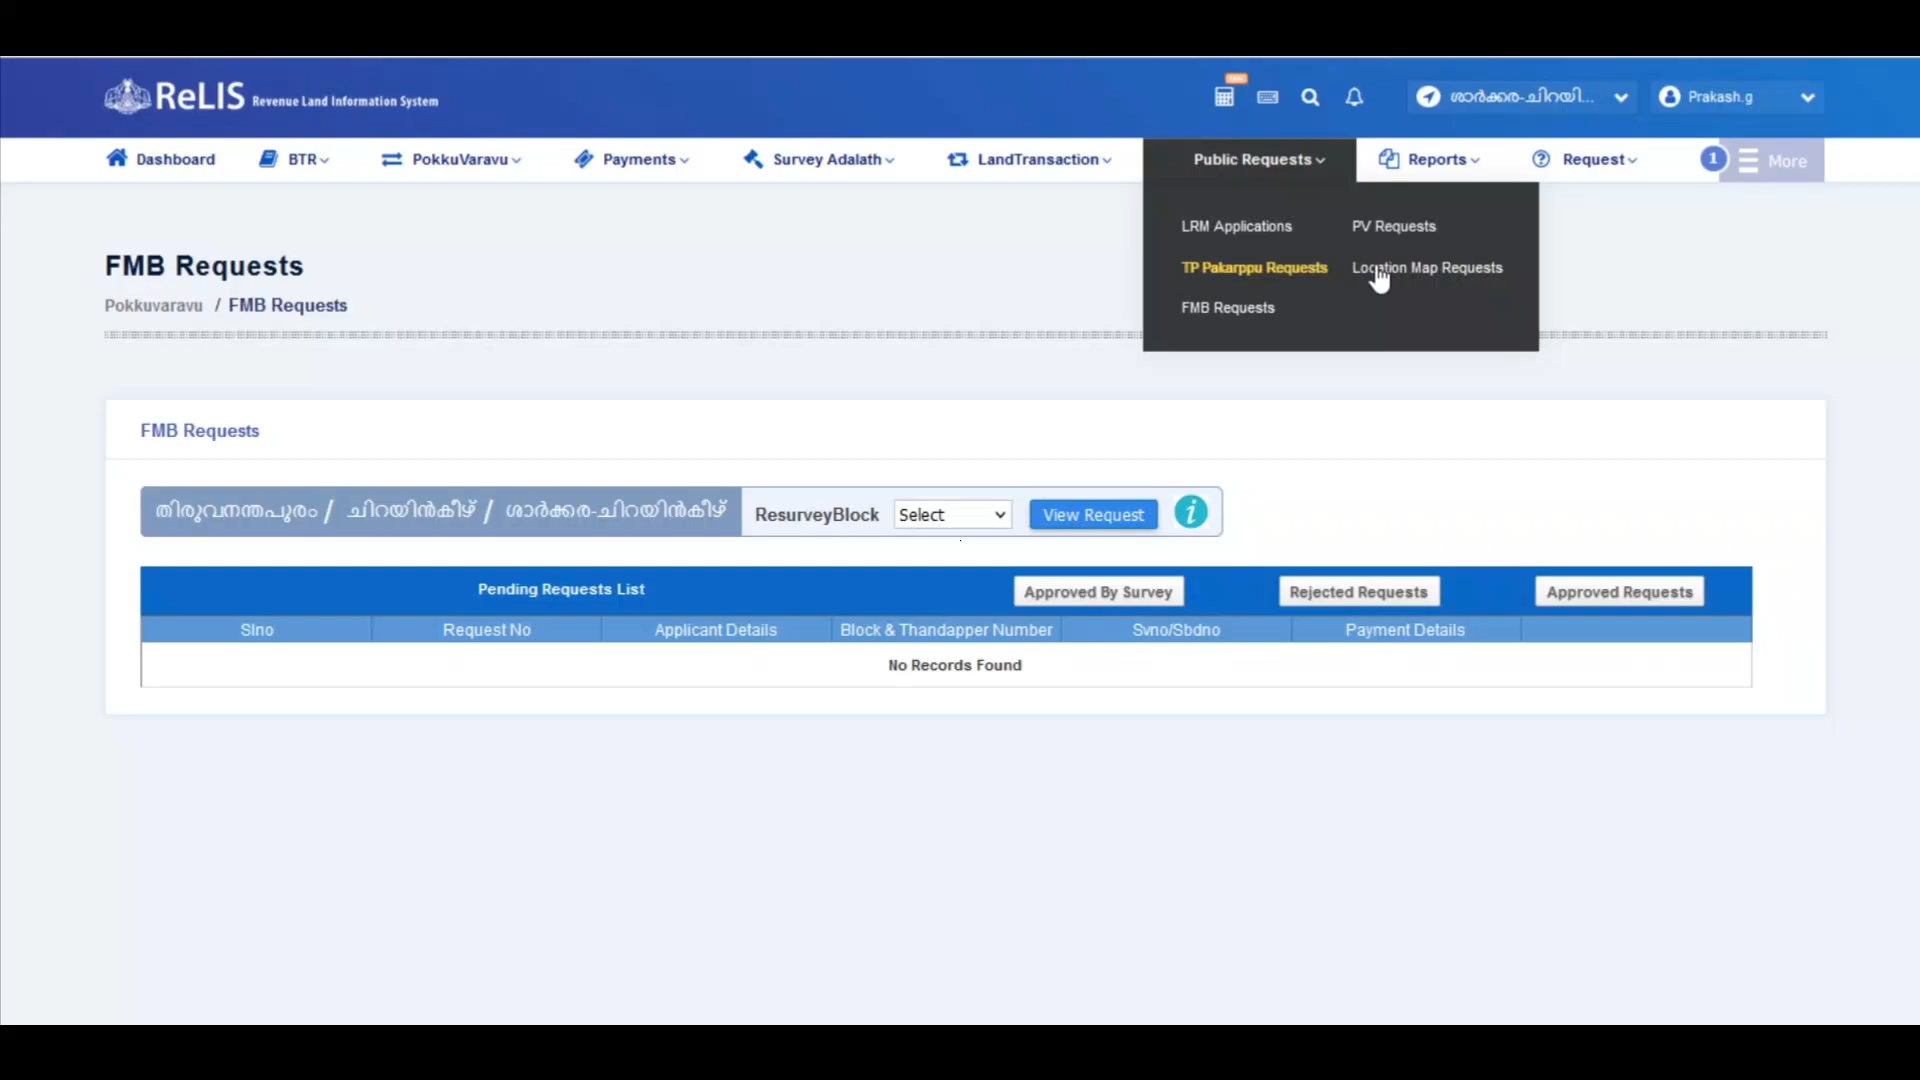 ReLIS Revenue Land Information System
ശാർക്കര-ചിറയി... Prakash.g
Dashboard BTR PokkuVaravu Payments Survey Adalath LandTransaction Public Requests Reports Request 1 More
LRM Applications PV Requests
TP Pakarppu Requests Location Map Requests
FMB Requests
FMB Requests
Pokkuvaravu / FMB Requests
FMB Requests
തിരുവനന്തപുരം / ചിറയിൻകീഴ് / ശാർക്കര-ചിറയിൻകീഴ് ResurveyBlock Select View Request i
Pending Requests List Approved By Survey Rejected Requests Approved Requests
Slno Request No Applicant Details Block & Thandapper Number Svno/Sbdno Payment Details
No Records Found